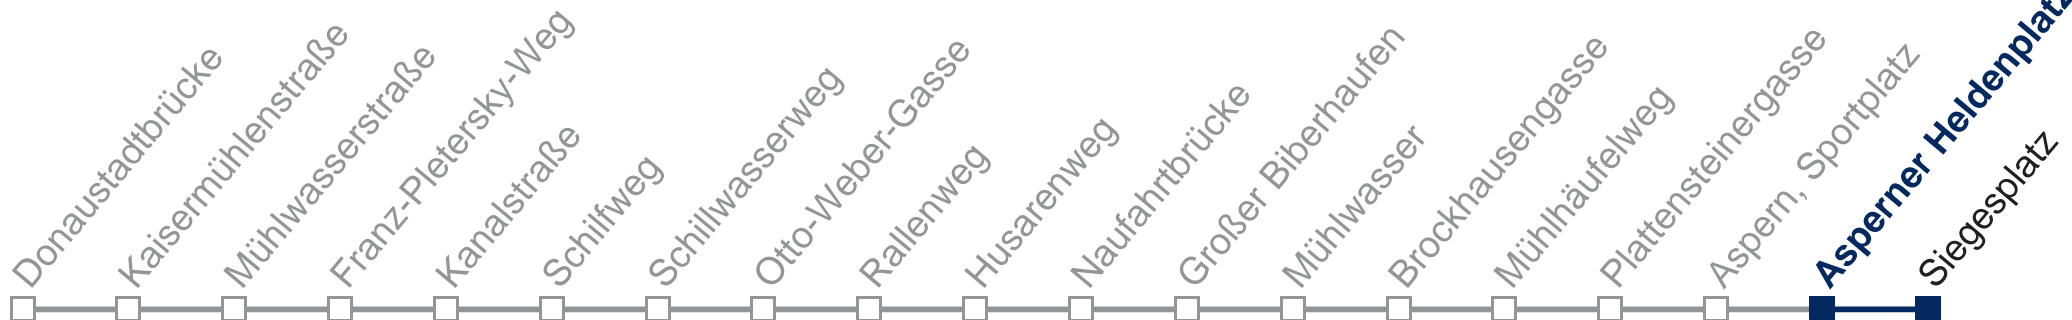 Donaustadtbrücke
Kaisermühlenstraße
Mühlwasserstraße
Franz-Pletersky-Weg
Kanalstraße
Schilfweg
Schillwasserweg
Otto-Weber-Gasse
Rallenweg
Husarenweg
Naufahrtbrücke
Großer Biberhaufen
Mühlwasser
Brockhausengasse
Mühlhäufelweg
Plattensteinergasse
Aspern, Sportplatz
Asperner Heldenplatz
Siegesplatz